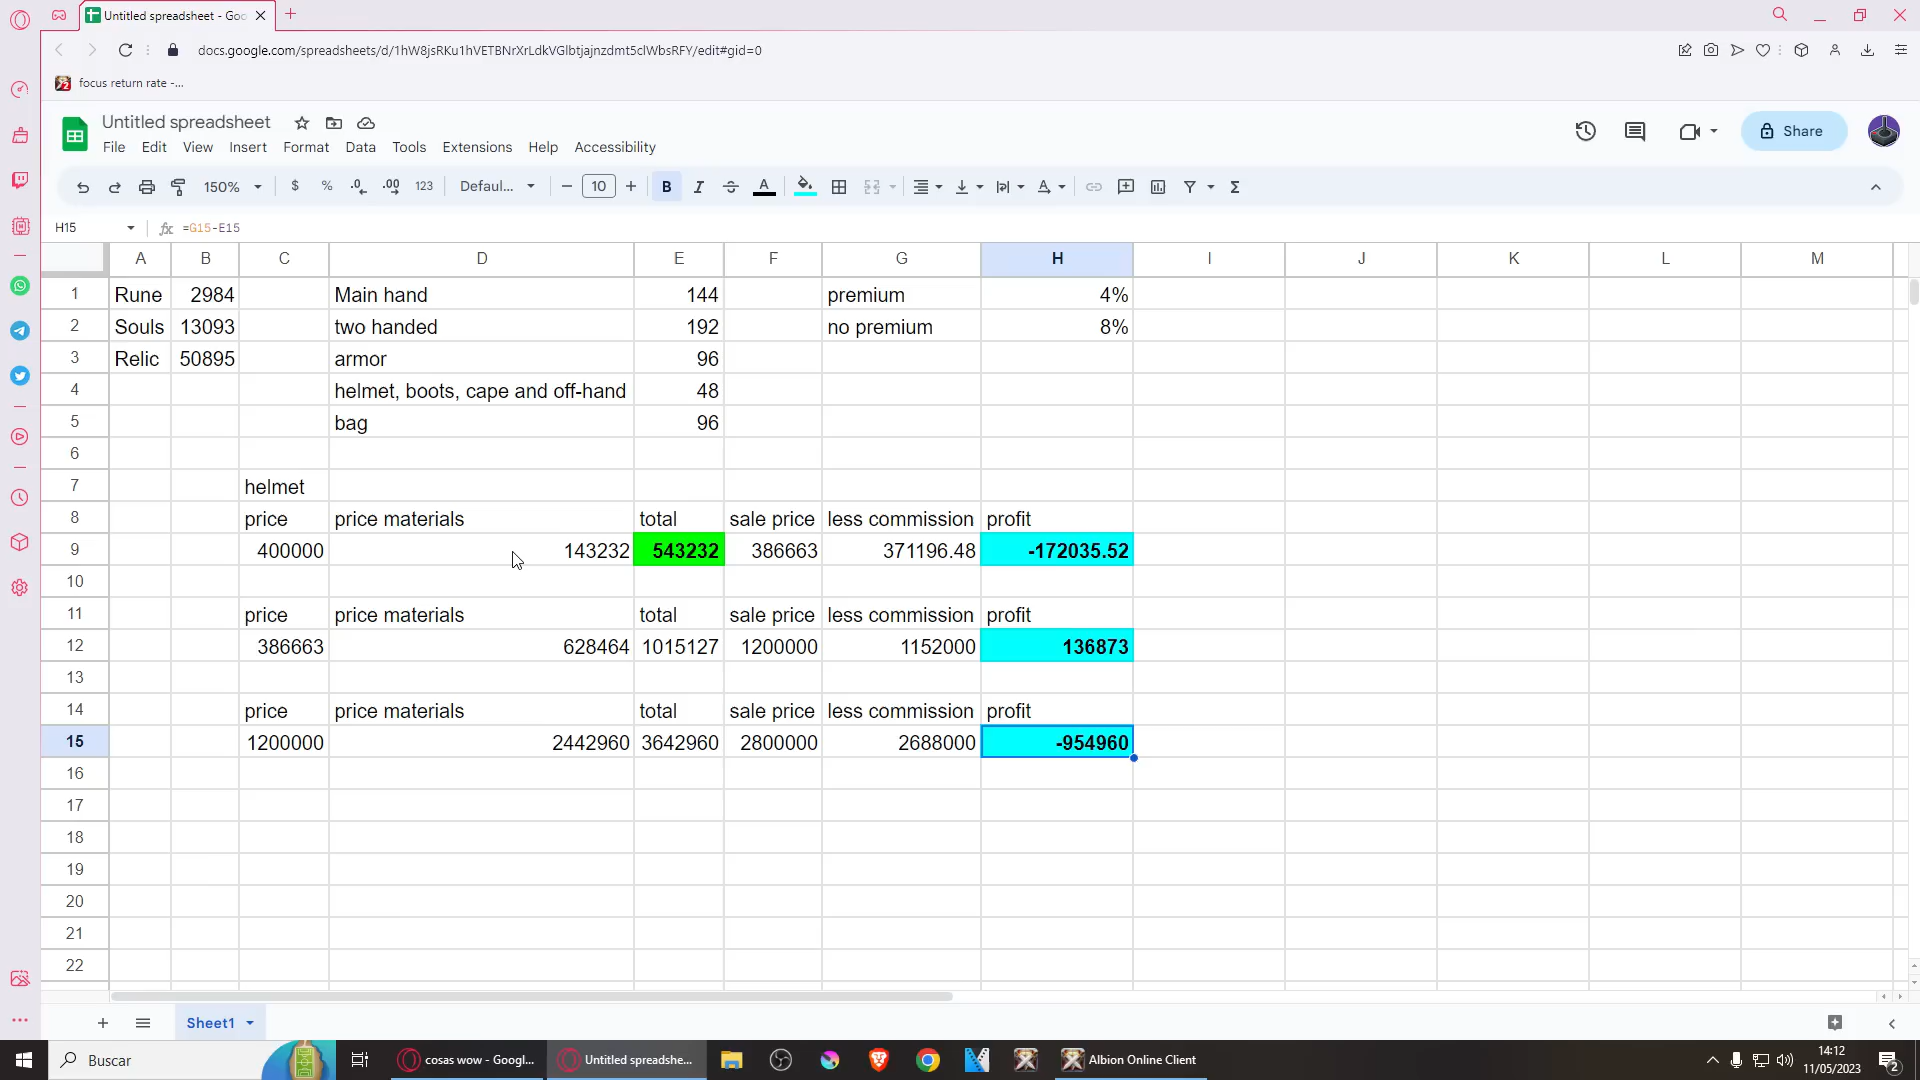 Untitled spreadsheet - Goo
docs.google.com/spreadsheets/d/1hW8jsRKu1hVETBNrXrLdkVGlbtjajnzdmt5clWbsRFY/edit#gid=0
focus return rate -...
Untitled spreadsheet
File Edit View Insert Format Data Tools Extensions Help Accessibility
Share
150% $ % .0 .00 123 Defaul... 10 B I A
H15 fx =G15-E15
A B C D E F G H I J K L M
1 Rune 2984 Main hand 144 premium 4%
2 Souls 13093 two handed 192 no premium 8%
3 Relic 50895 armor 96
4 helmet, boots, cape and off-hand 48
5 bag 96
6
7 helmet
8 price price materials total sale price less commission profit
9 400000 143232 543232 386663 371196.48 -172035.52
10
11 price price materials total sale price less commission profit
12 386663 628464 1015127 1200000 1152000 136873
13
14 price price materials total sale price less commission profit
15 1200000 2442960 3642960 2800000 2688000 -954960
16
17
18
19
20
21
22
Sheet1
Buscar
cosas wow - Googl...
Untitled spreadshe...
Albion Online Client
14:12
11/05/2023
2